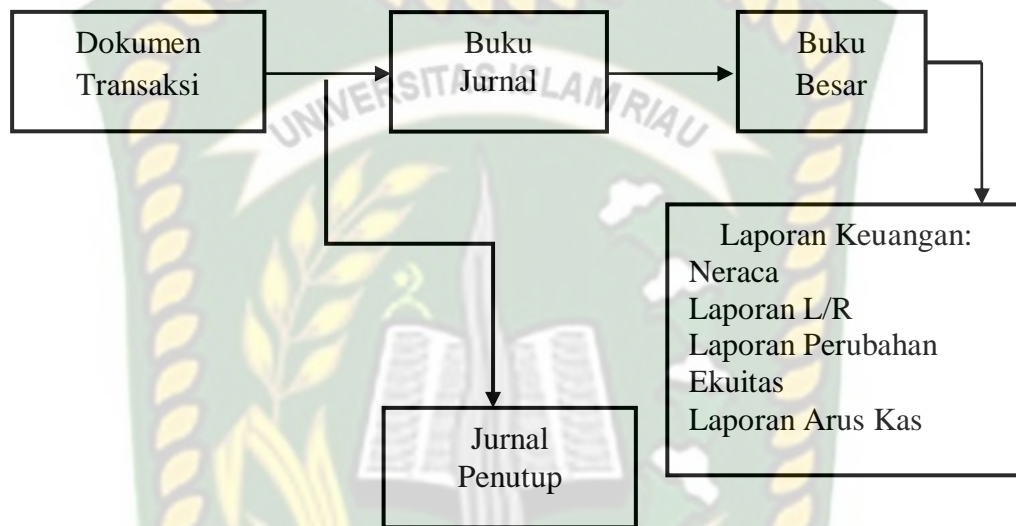 Dokumen
Transaksi
Buku
Jurnal
Buku
Besar
UNIVERSITAS ISLAM RIAU
Laporan Keuangan:
Neraca
Laporan L/R
Laporan Perubahan
Ekuitas
Laporan Arus Kas
Jurnal
Penutup